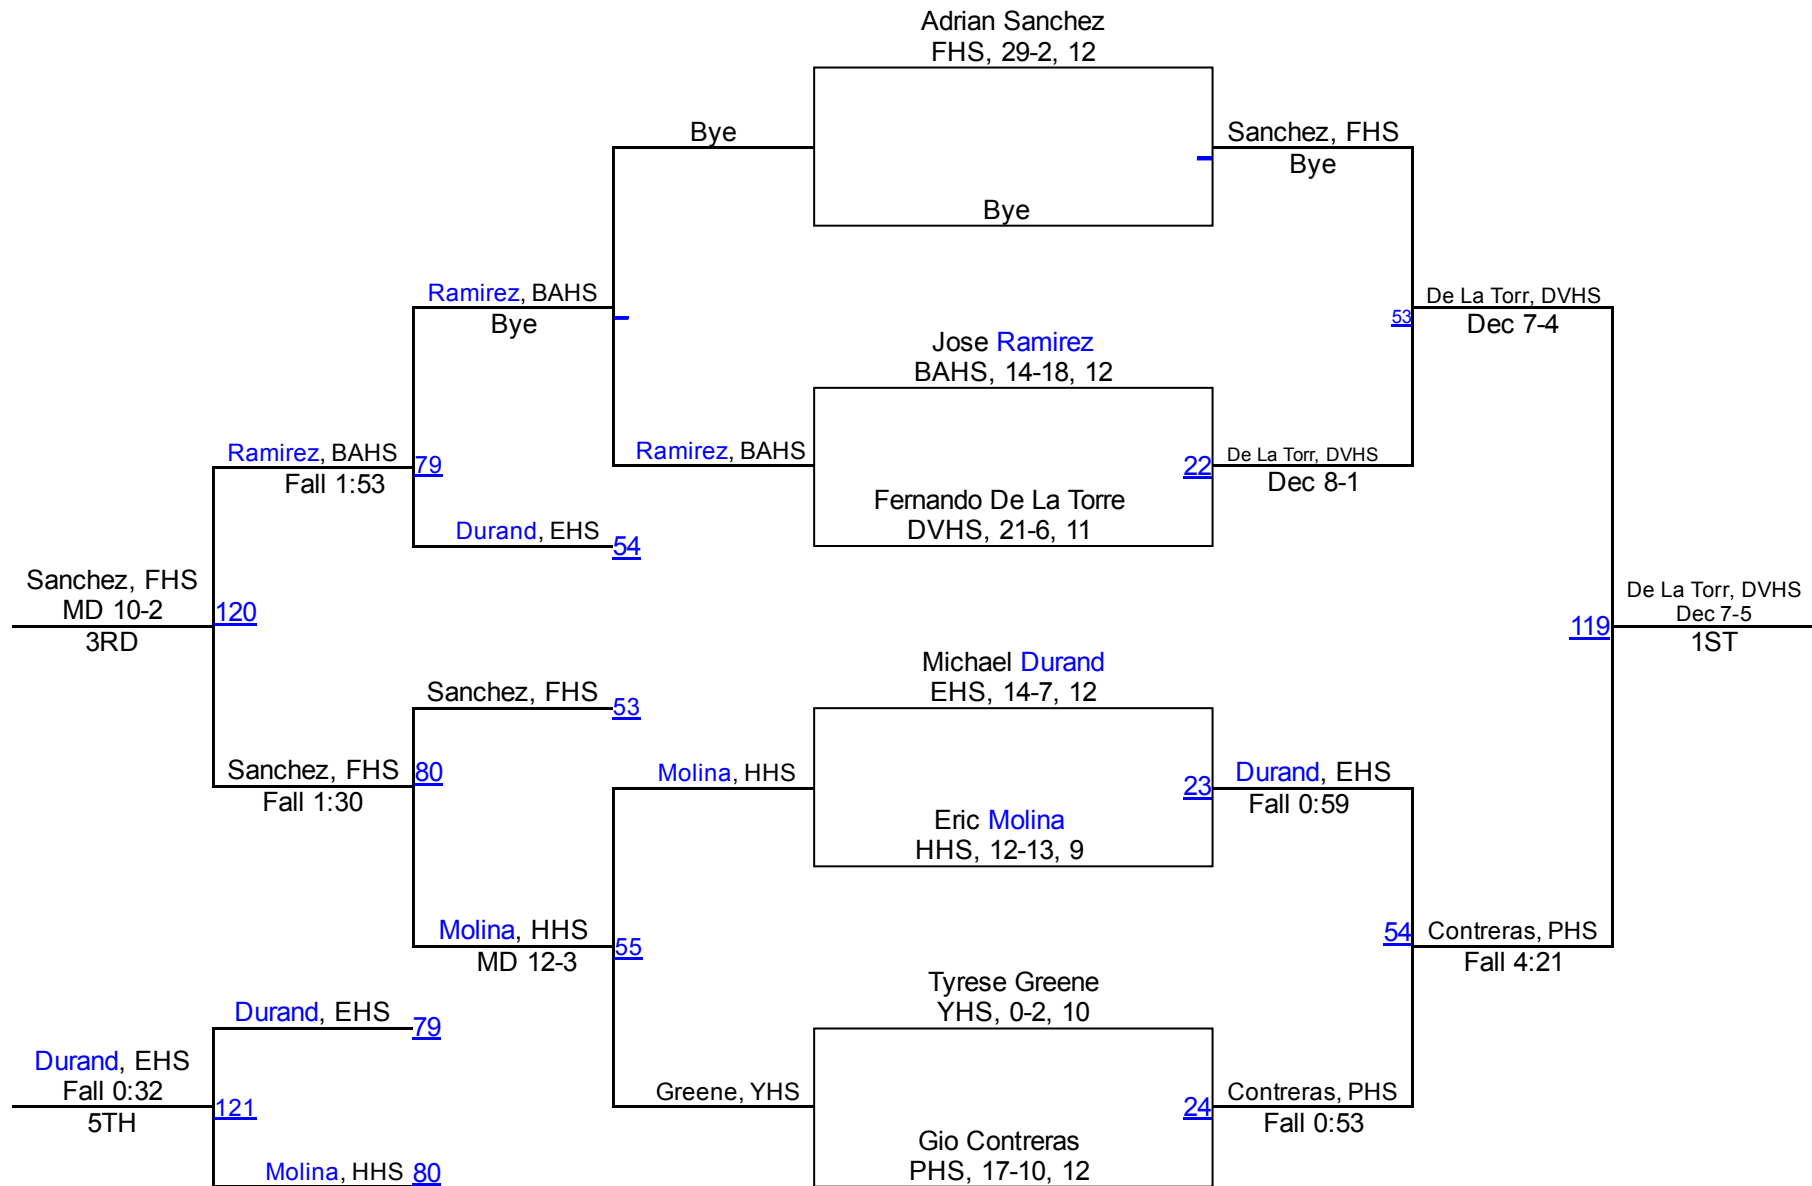 Adrian Sanchez
FHS, 29-2, 12
Bye
Sanchez, FHS
Bye
Bye
Ramirez, BAHS
Bye
De La Torr, DVHS
Dec 7-4
53
Jose Ramirez
BAHS, 14-18, 12
Ramirez, BAHS
Fall 1:53
79
Ramirez, BAHS
22
De La Torr, DVHS
Dec 8-1
Fernando De La Torre
DVHS, 21-6, 11
Durand, EHS
54
Sanchez, FHS
MD 10-2
3RD
120
119
De La Torr, DVHS
Dec 7-5
1ST
Michael Durand
EHS, 14-7, 12
Sanchez, FHS
53
Sanchez, FHS
Fall 1:30
80
Molina, HHS
23
Durand, EHS
Fall 0:59
Eric Molina
HHS, 12-13, 9
Molina, HHS
MD 12-3
55
54
Contreras, PHS
Fall 4:21
Tyrese Greene
YHS, 0-2, 10
Durand, EHS
79
Durand, EHS
Fall 0:32
5TH
121
Greene, YHS
24
Contreras, PHS
Fall 0:53
Gio Contreras
PHS, 17-10, 12
Molina, HHS
80